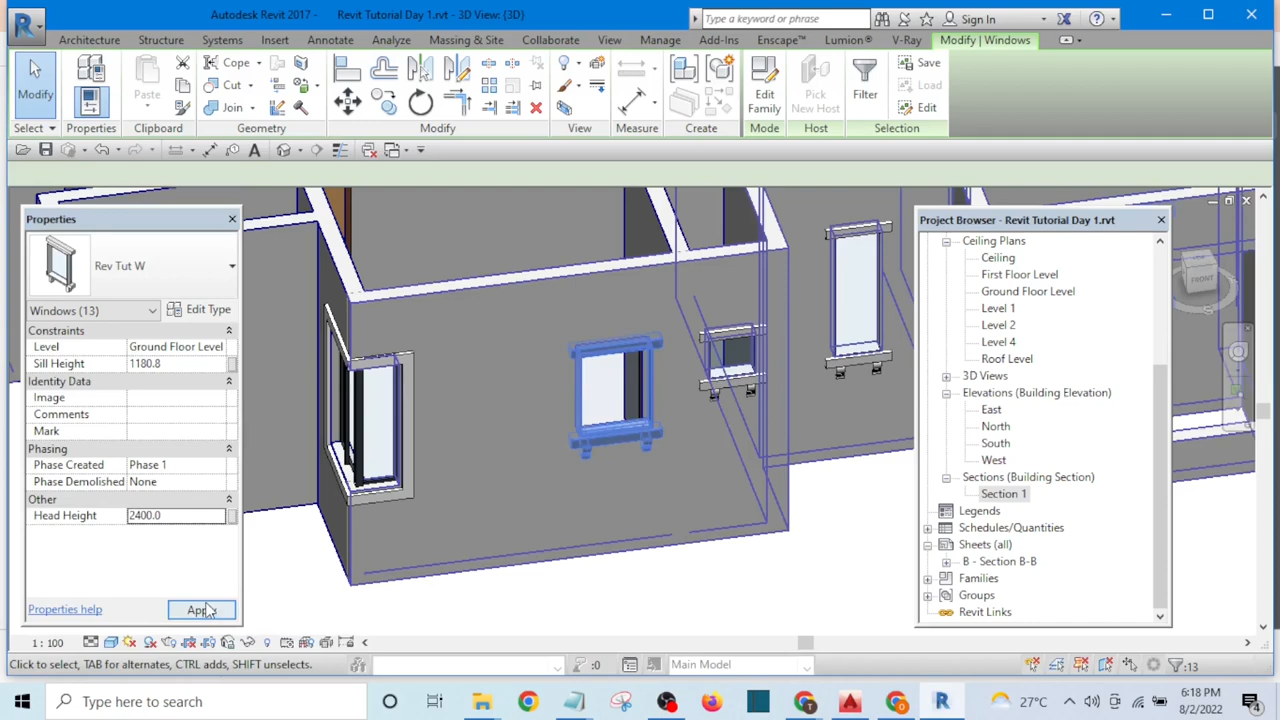 Autodesk Revit 2017 - Revit Tutorial Day 1.rvt - 3D View: {3D}
Type a keyword or phrase
Sign In
Architecture Structure Systems Insert Annotate Analyze Massing & Site Collaborate View Manage Add-Ins Enscape™ Lumion® V-Ray Modify | Windows
Modify
Paste
Cope
Cut
Join
Edit Family
Pick New Host
Filter
Save
Load
Edit
Select Properties Clipboard Geometry Modify View Measure Create Mode Host Selection
Properties
Rev Tut W
Windows (13) Edit Type
Constraints
Level Ground Floor Level
Sill Height 1180.8
Identity Data
Image
Comments
Mark
Phasing
Phase Created Phase 1
Phase Demolished None
Other
Head Height 2400.0
Properties help Apply
FRONT
Project Browser - Revit Tutorial Day 1.rvt
Ceiling Plans
Ceiling
First Floor Level
Ground Floor Level
Level 1
Level 2
Level 4
Roof Level
3D Views
Elevations (Building Elevation)
East
North
South
West
Sections (Building Section)
Section 1
Legends
Schedules/Quantities
Sheets (all)
B - Section B-B
Families
Groups
Revit Links
1 : 100
Click to select, TAB for alternates, CTRL adds, SHIFT unselects.
:0
Main Model
:13
Type here to search
27°C
6:18 PM
8/2/2022
4